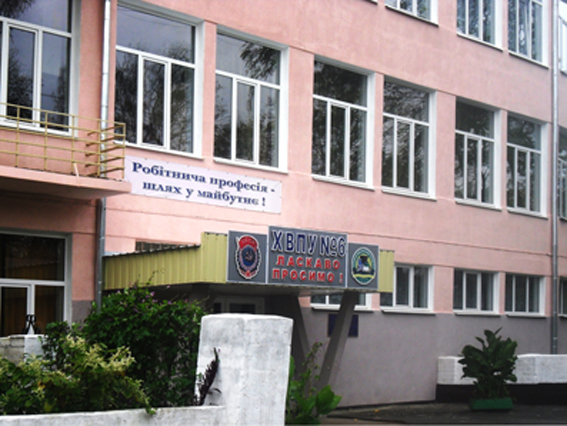 Робітнича професія -
шлях у майбутнє !
ХВПУ №6
ЛАСКАВО
ПРОСИМО !